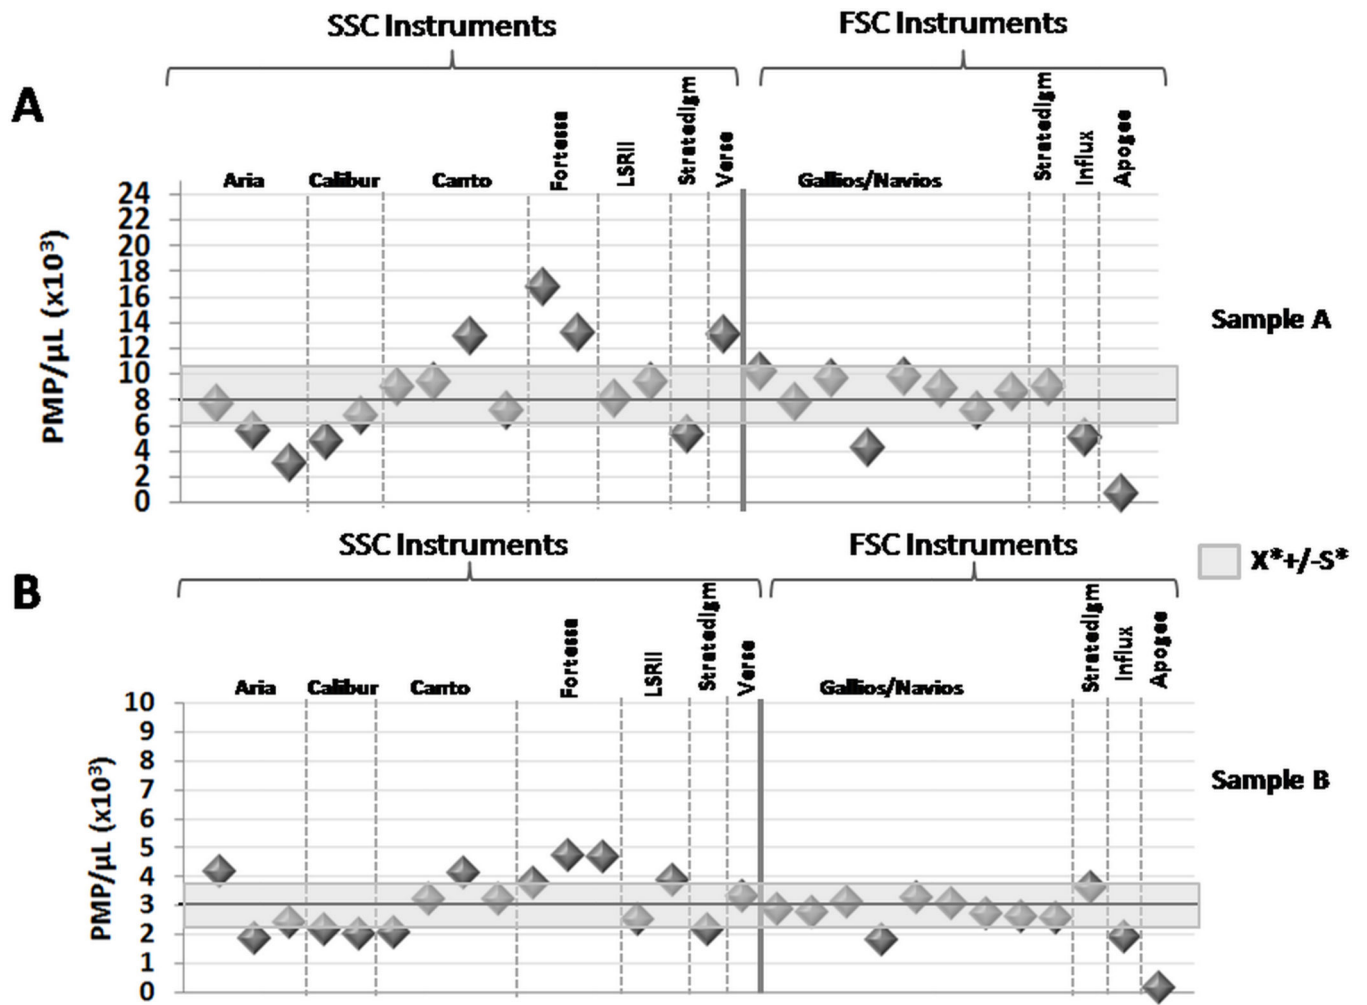 SSC Instruments
FSC Instruments
A
Aria
Calibur
Canto
Fortessa
LSRII
Stratedigm
Verse
Gallios/Navios
Stratedigm
Influx
Apogee
PMP/µL (x10³)
24
22
20
18
16
14
12
10
8
6
4
2
0
Sample A
SSC Instruments
FSC Instruments
X*+/-S*
B
Aria
Calibur
Canto
Fortessa
LSRII
Stratedigm
Verse
Gallios/Navios
Stratedigm
Influx
Apogee
PMP/µL (x10³)
10
9
8
7
6
5
4
3
2
1
0
Sample B